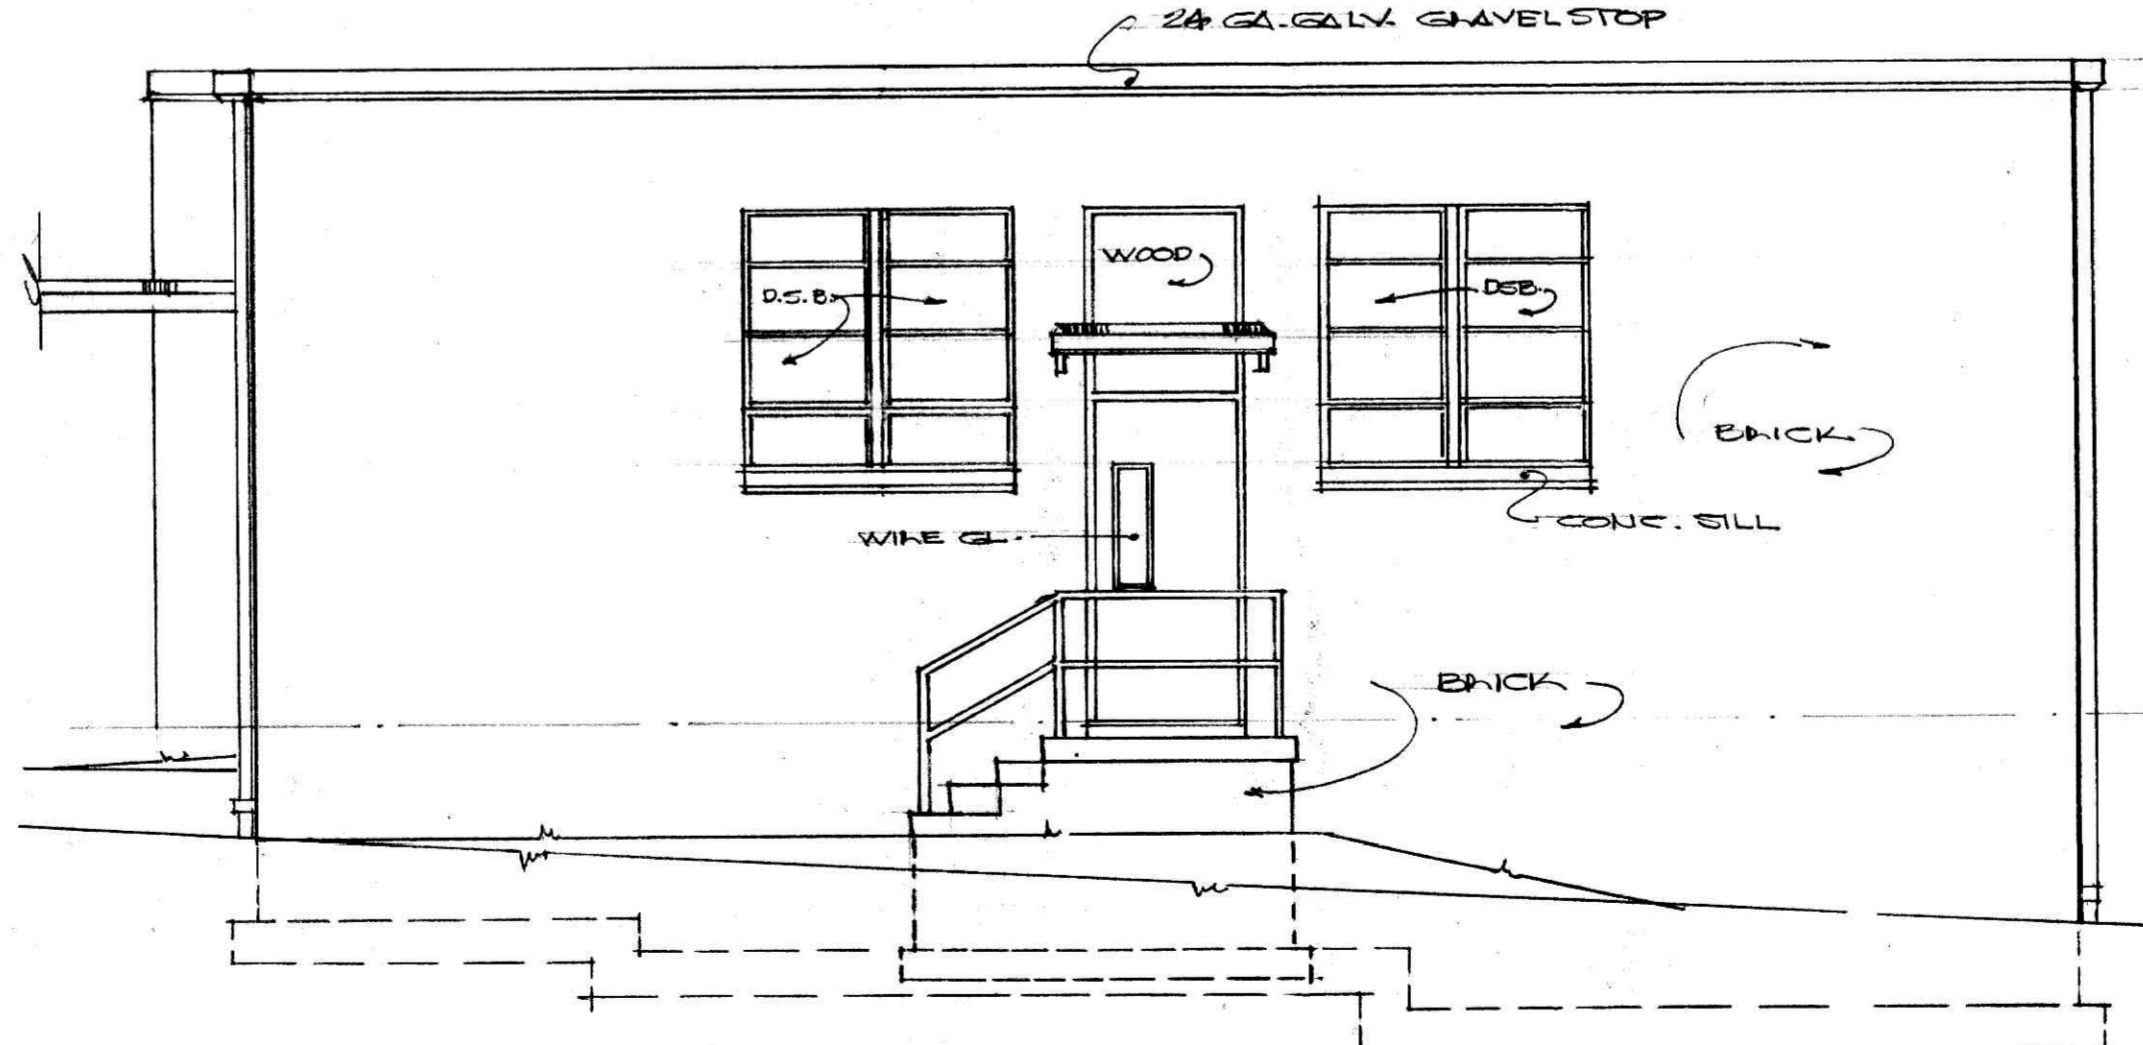 24 GA. GALV. GRAVEL STOP
WOOD
D.S.B.
DSB.
BRICK
CONC. SILL
WIRE GL.
BRICK